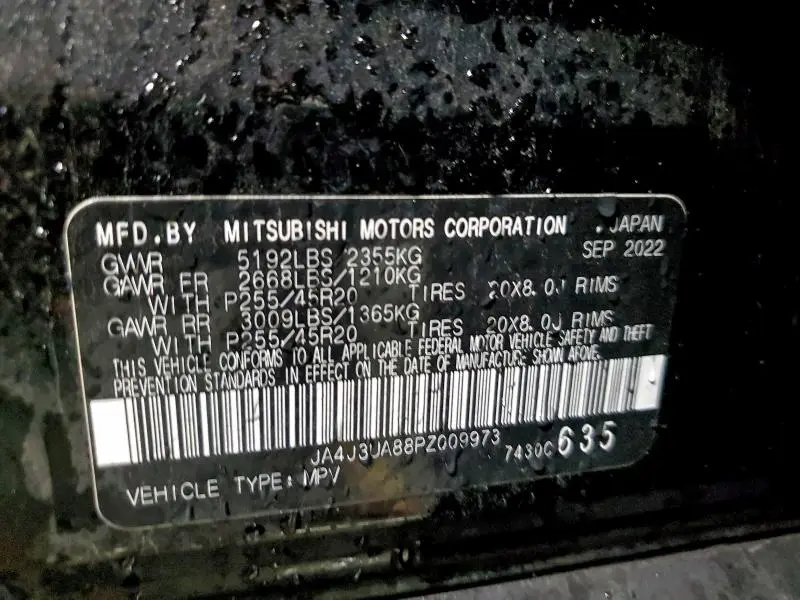 MFD.BY MITSUBISHI MOTORS CORPORATION .JAPAN
GVWR 5192LBS/2355KG SEP 2022
GAWR FR 2668LBS/1210KG
WITH P255/45R20 TIRES 20X8.0J RIMS
GAWR RR 3009LBS/1365KG
WITH P255/45R20 TIRES 20X8.0J RIMS
THIS VEHICLE CONFORMS TO ALL APPLICABLE FEDERAL MOTOR VEHICLE SAFETY AND THEFT
PREVENTION STANDARDS IN EFFECT ON THE DATE OF MANUFACTURE SHOWN ABOVE.
JA4J3UA88PZ009973 7430C635
VEHICLE TYPE: MPV